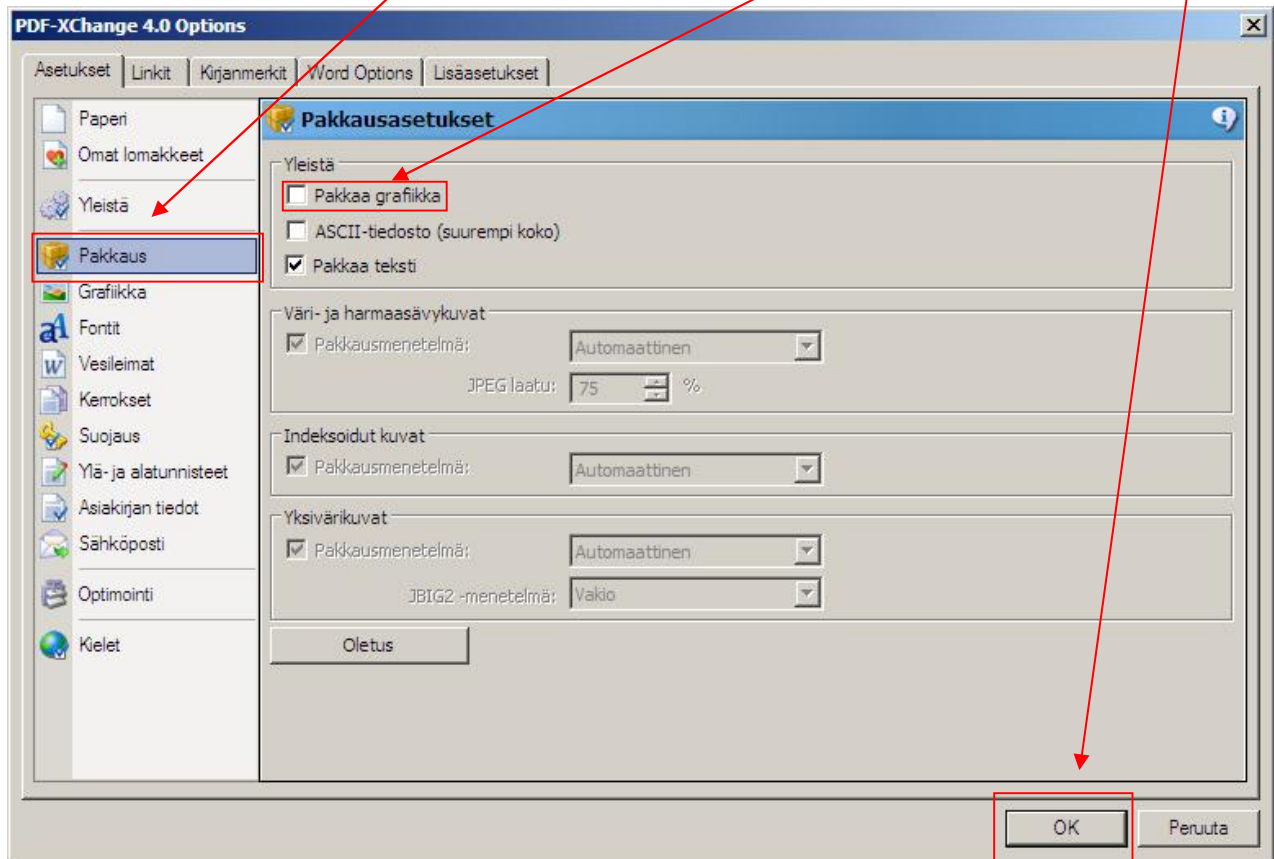 PDF-XChange 4.0 Options
Asetukset Linkit Kirjanmerkit Word Options Lisäasetukset
Paperi
Omat lomakkeet
Yleistä
Pakkaus
Grafiikka
Fontit
Vesileimat
Kerrokset
Suojaus
Ylä- ja alatunnisteet
Asiakirjan tiedot
Sähköposti
Optimointi
Kielet
Pakkausasetukset
Yleistä
Pakkaa grafiikka
ASCII-tiedosto (suurempi koko)
Pakkaa teksti
Väri- ja harmaasävykuvat
Pakkausmenetelmä: Automaattinen
JPEG laatu: 75 %
Indeksoidut kuvat
Pakkausmenetelmä: Automaattinen
Yksivärikuvat
Pakkausmenetelmä: Automaattinen
JBIG2 -menetelmä: Vakio
Oletus
OK Peruuta